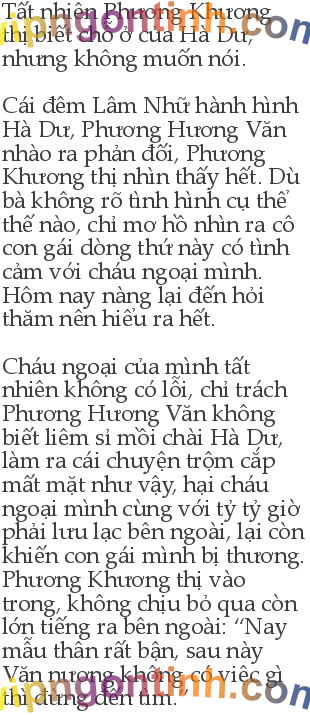 Tất nhiên Phương Khương
thị biết chỗ ở của Hà Dư,
nhưng không muốn nói.
Cái đêm Lâm Nhữ hành hình
Hà Dư, Phương Hương Văn
nhào ra phản đối, Phương
Khương thị nhìn thấy hết. Dù
bà không rõ tình hình cụ thể
thế nào, chỉ mơ hồ nhìn ra cô
con gái dòng thứ này có tình
cảm với cháu ngoại mình.
Hôm nay nàng lại đến hỏi
thăm nên hiểu ra hết.
Cháu ngoại của mình tất
nhiên không có lỗi, chỉ trách
Phương Hương Văn không
biết liêm sỉ mồi chài Hà Dư,
làm ra cái chuyện trộm cắp
mất mặt như vậy, hại cháu
ngoại mình cùng với tỷ tỷ giờ
phải lưu lạc bên ngoài, lại còn
khiến con gái mình bị thương.
Phương Khương thị vào
trong, không chịu bỏ qua còn
lớn tiếng ra bên ngoài: “Nay
mẫu thân rất bận, sau này
Văn nương không có việc gì
thì đừng đến tìm.”
vipngontinh.com
vipngontinh.com